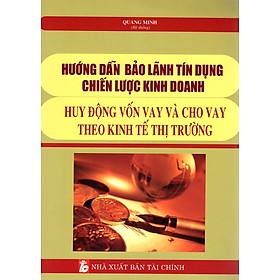 QUANG MINH
(Hệ thống)
HƯỚNG DẪN BẢO LÃNH TÍN DỤNG
CHIẾN LƯỢC KINH DOANH
HUY ĐỘNG VỐN VAY VÀ CHO VAY
THEO KINH TẾ THỊ TRƯỜNG
NHÀ XUẤT BẢN TÀI CHÍNH